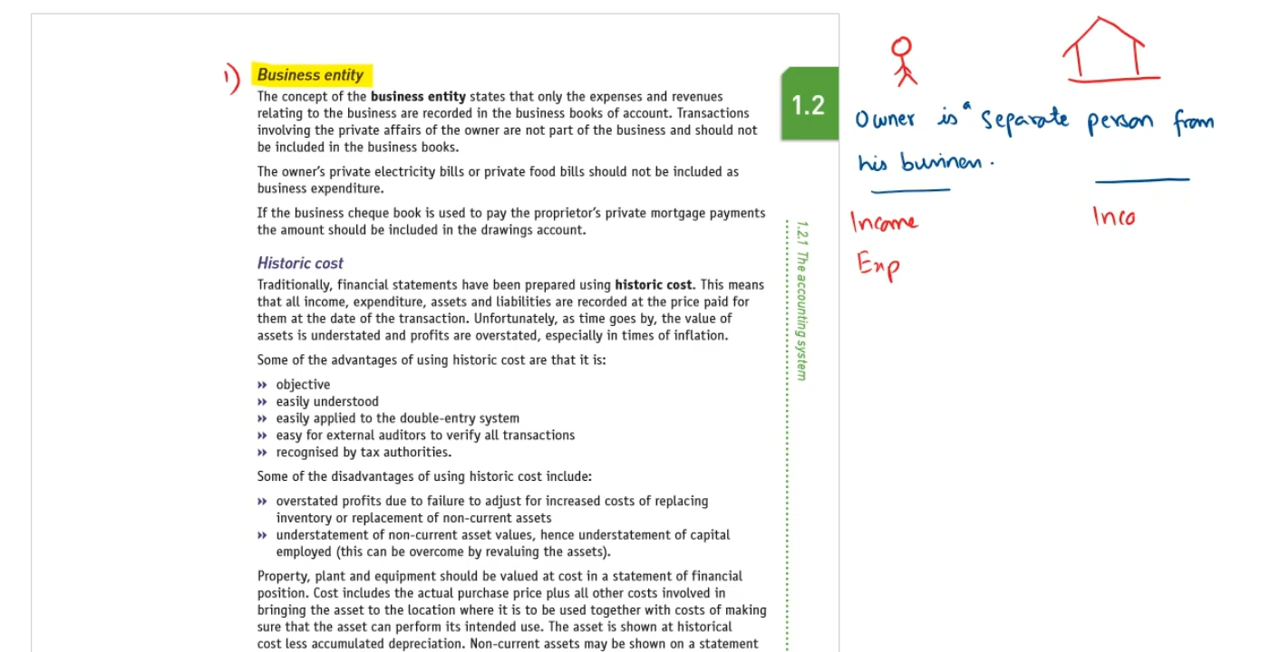 1)
Business entity
The concept of the business entity states that only the expenses and revenues
relating to the business are recorded in the business books of account. Transactions
involving the private affairs of the owner are not part of the business and should not
be included in the business books.
The owner's private electricity bills or private food bills should not be included as
business expenditure.
If the business cheque book is used to pay the proprietor's private mortgage payments
the amount should be included in the drawings account.
Historic cost
Traditionally, financial statements have been prepared using historic cost. This means
that all income, expenditure, assets and liabilities are recorded at the price paid for
them at the date of the transaction. Unfortunately, as time goes by, the value of
assets is understated and profits are overstated, especially in times of inflation.
Some of the advantages of using historic cost are that it is:
» objective
» easily understood
» easily applied to the double-entry system
» easy for external auditors to verify all transactions
» recognised by tax authorities.
Some of the disadvantages of using historic cost include:
» overstated profits due to failure to adjust for increased costs of replacing
inventory or replacement of non-current assets
» understatement of non-current asset values, hence understatement of capital
employed (this can be overcome by revaluing the assets).
Property, plant and equipment should be valued at cost in a statement of financial
position. Cost includes the actual purchase price plus all other costs involved in
bringing the asset to the location where it is to be used together with costs of making
sure that the asset can perform its intended use. The asset is shown at historical
cost less accumulated depreciation. Non-current assets may be shown on a statement
1.2
1.2.1 The accounting system
Owner is a separate person from
his business.
Income
Inco
Exp